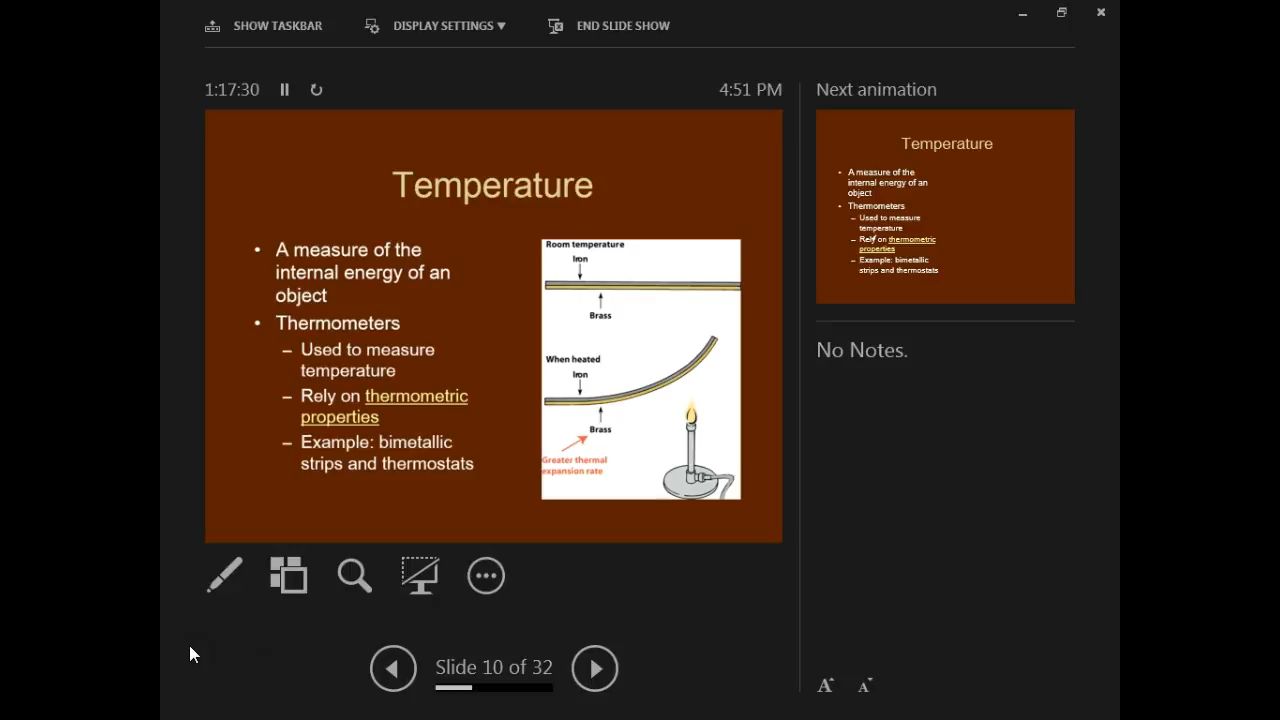 SHOW TASKBAR
DISPLAY SETTINGS ▼
END SLIDE SHOW
1:17:30
4:51 PM
Temperature
• A measure of the
internal energy of an
object
• Thermometers
– Used to measure
temperature
– Rely on thermometric
properties
– Example: bimetallic
strips and thermostats
Room temperature
Iron
Brass
When heated
Iron
Brass
Greater thermal
expansion rate
Slide 10 of 32
Next animation
Temperature
• A measure of the
internal energy of an
object
• Thermometers
– Used to measure
temperature
– Rely on thermometric
properties
– Example: bimetallic
strips and thermostats
No Notes.
A A